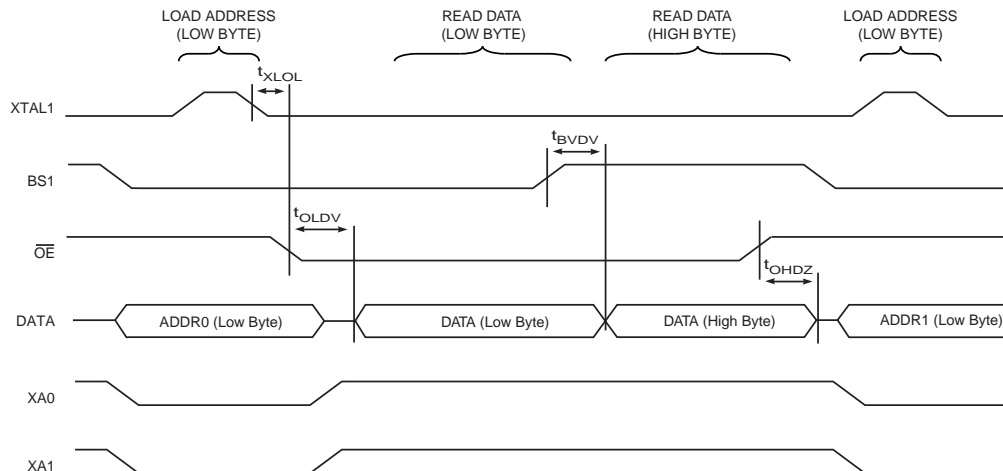 LOAD ADDRESS
(LOW BYTE)
READ DATA
(LOW BYTE)
READ DATA
(HIGH BYTE)
LOAD ADDRESS
(LOW BYTE)
tXLOL
XTAL1
tBVDV
BS1
tOLDV
OE
tOHDZ
DATA
ADDR0 (Low Byte)
DATA (Low Byte)
DATA (High Byte)
ADDR1 (Low Byte)
XA0
XA1